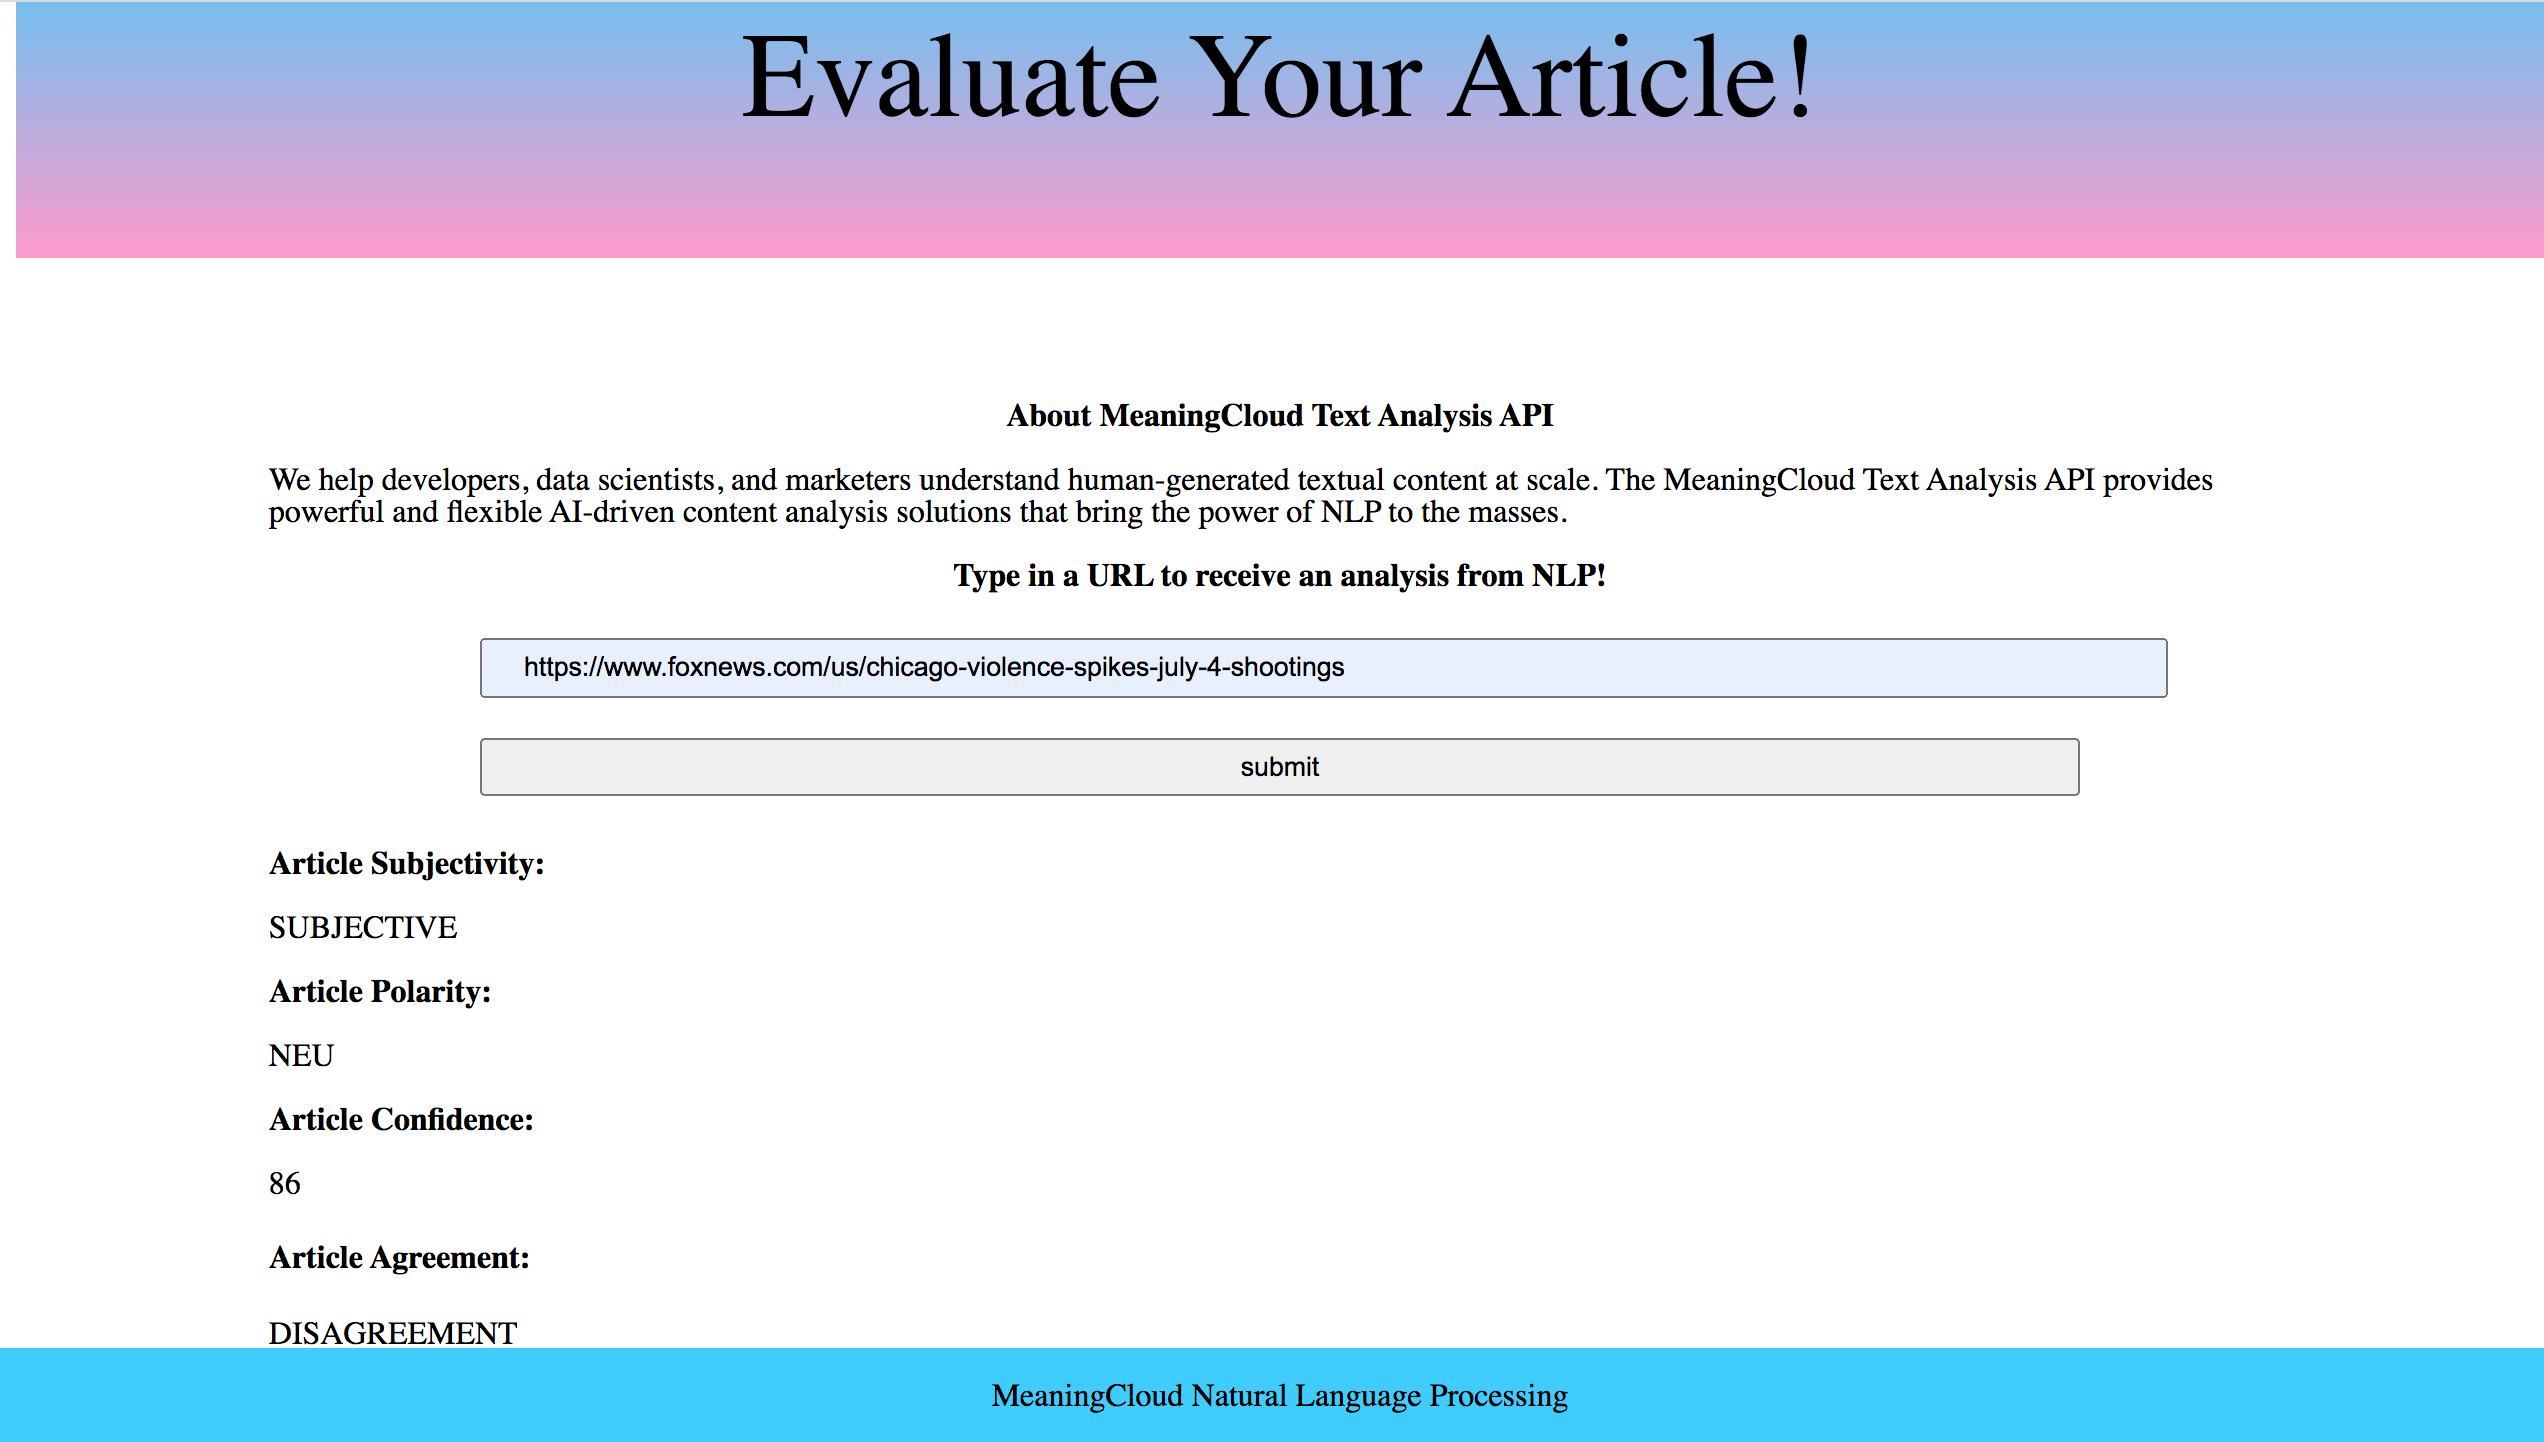 Evaluate Your Article!
About MeaningCloud Text Analysis API
We help developers, data scientists, and marketers understand human-generated textual content at scale. The MeaningCloud Text Analysis API provides
powerful and flexible AI-driven content analysis solutions that bring the power of NLP to the masses.
Type in a URL to receive an analysis from NLP!
https://www.foxnews.com/us/chicago-violence-spikes-july-4-shootings
submit
Article Subjectivity:
SUBJECTIVE
Article Polarity:
NEU
Article Confidence:
86
Article Agreement:
DISAGREEMENT
MeaningCloud Natural Language Processing